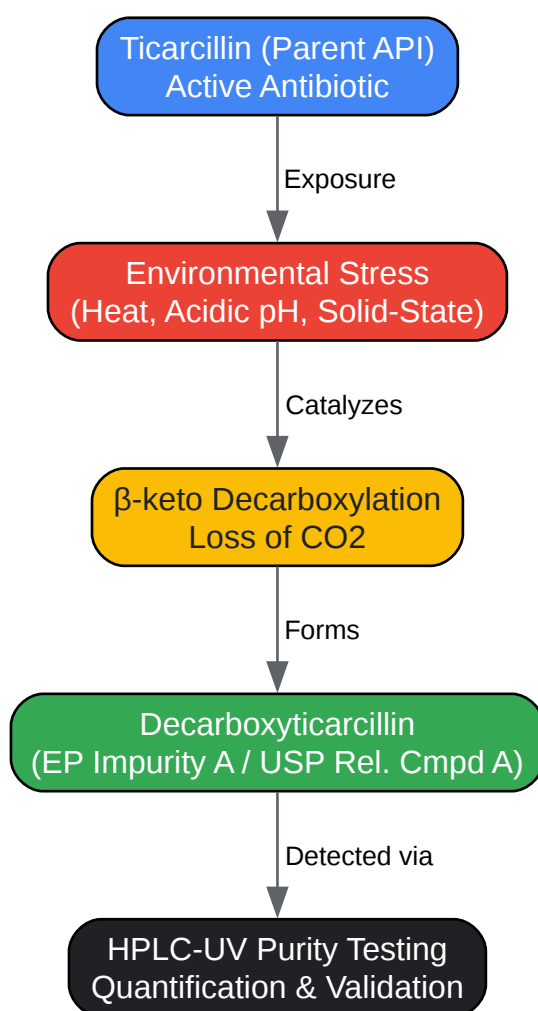 Ticarcillin (Parent API)
Active Antibiotic
Exposure
Environmental Stress
(Heat, Acidic pH, Solid-State)
Catalyzes
β-keto Decarboxylation
Loss of CO2
Forms
Decarboxyticarcillin
(EP Impurity A / USP Rel. Cmpd A)
Detected via
HPLC-UV Purity Testing
Quantification & Validation